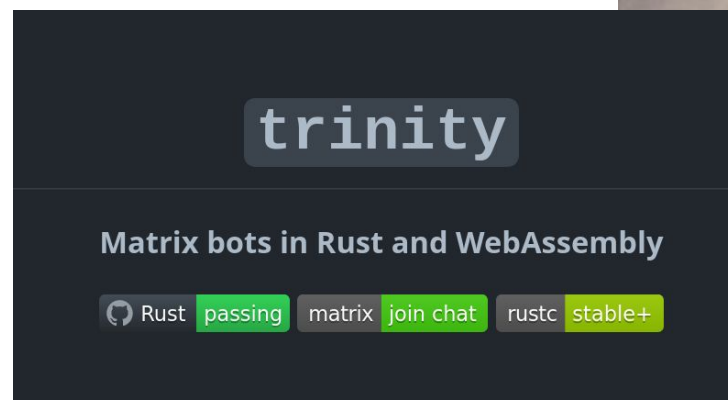 trinity
Matrix bots in Rust and WebAssembly
Rust passing matrix join chat rustc stable+